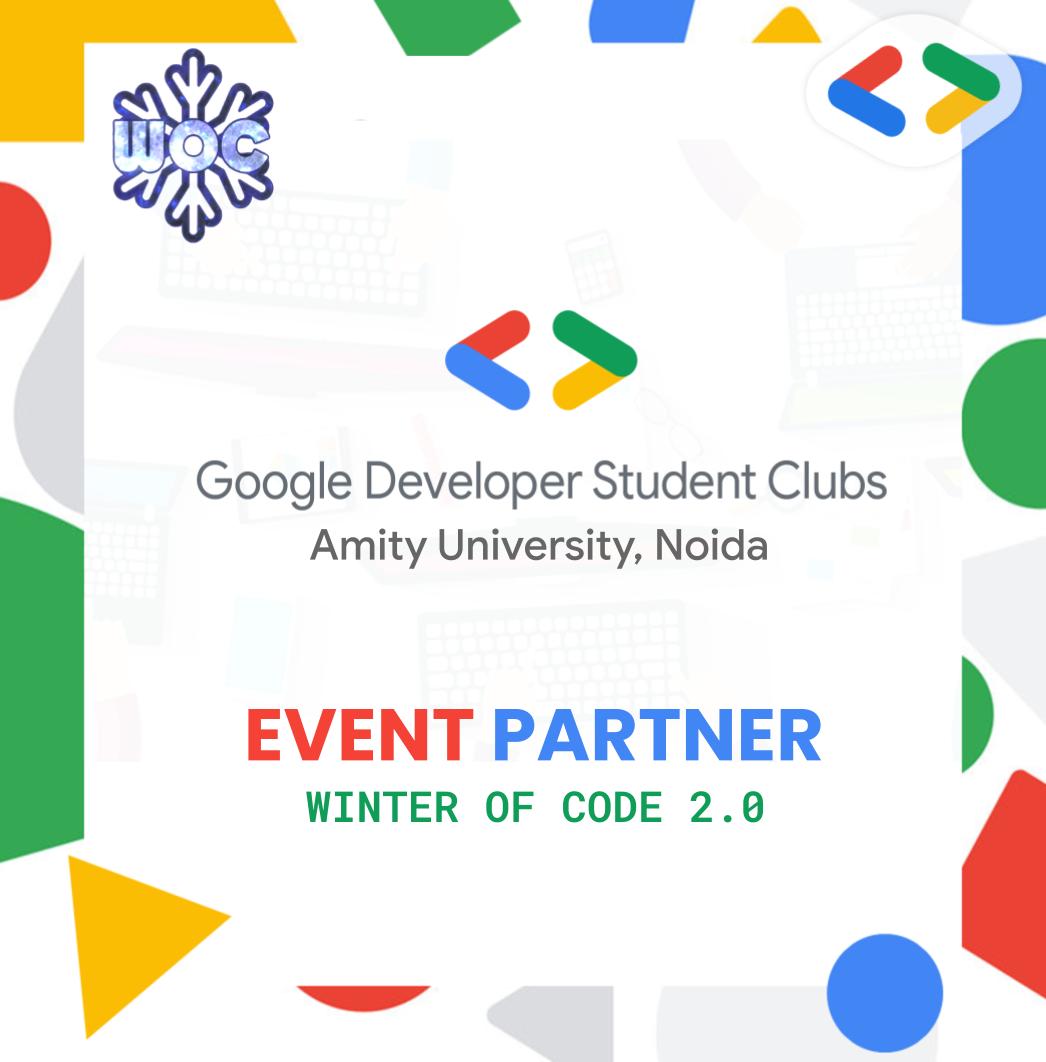 WOC
Google Developer Student Clubs
Amity University, Noida
EVENT PARTNER
WINTER OF CODE 2.0